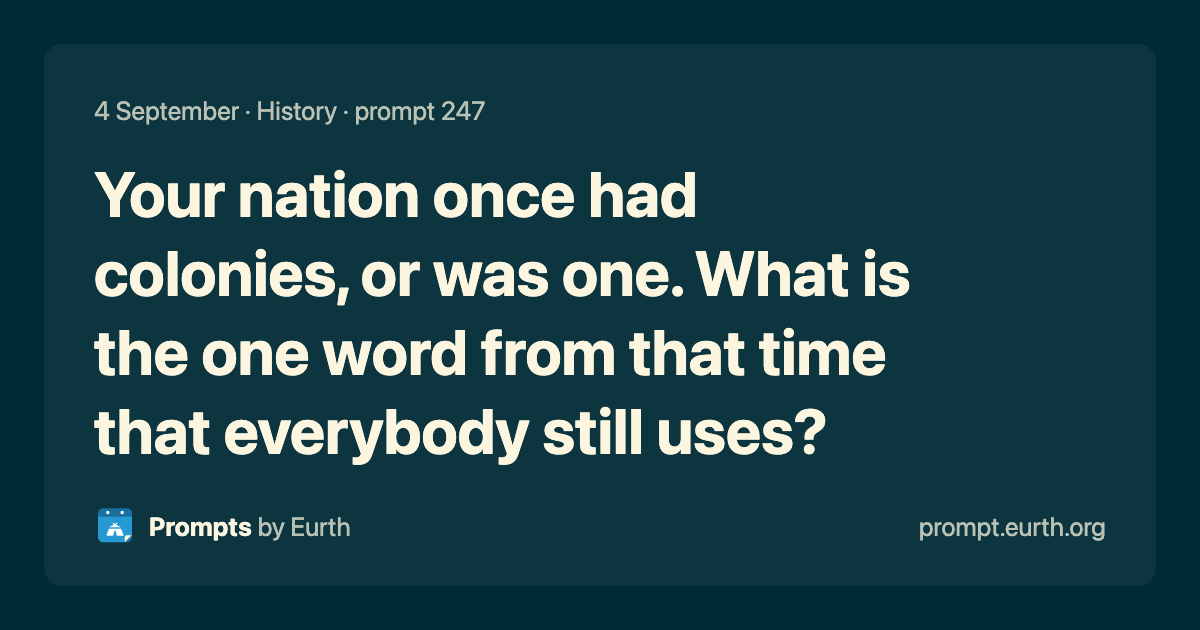 4 September · History · prompt 247
Your nation once had
colonies, or was one. What is
the one word from that time
that everybody still uses?
Prompts by Eurth
prompt.eurth.org